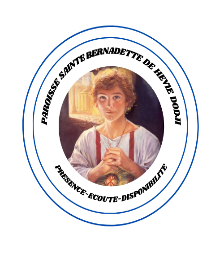 PAROISSE SAINTE BERNADETTE DE HEVIE DODJI
PRESENCE-ECOUTE-DISPONIBILITE